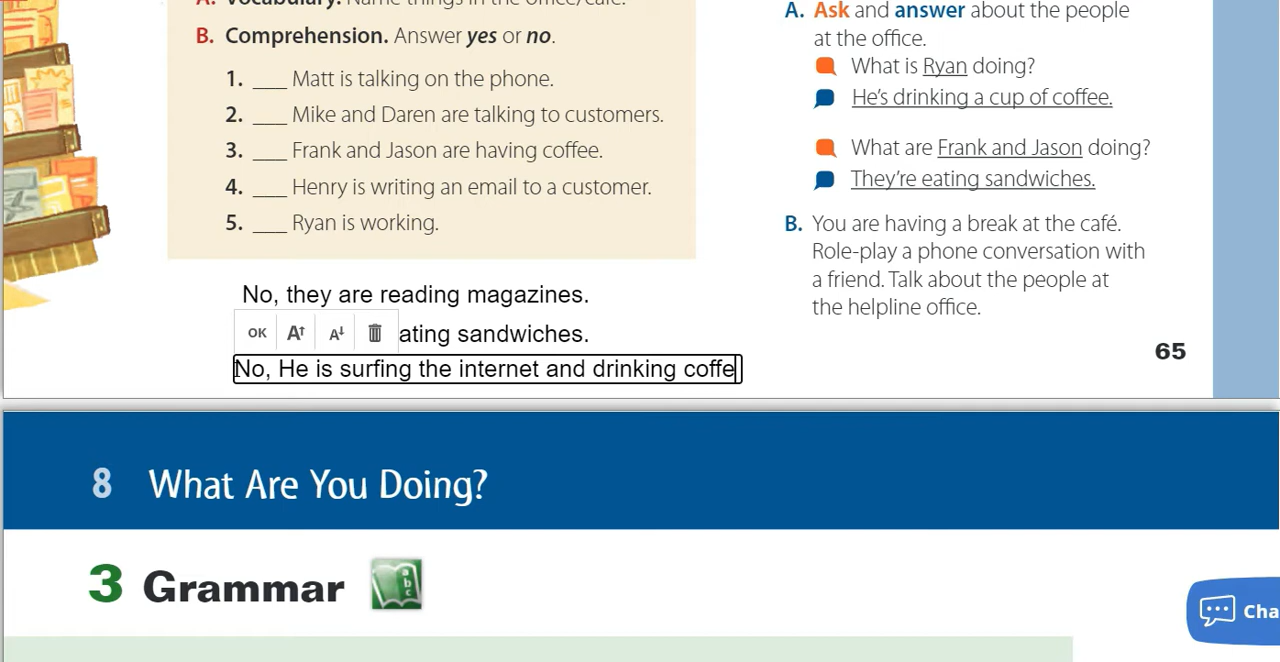 B. Comprehension. Answer yes or no.
1. ___ Matt is talking on the phone.
2. ___ Mike and Daren are talking to customers.
3. ___ Frank and Jason are having coffee.
4. ___ Henry is writing an email to a customer.
5. ___ Ryan is working.
No, they are reading magazines.
OK A A ating sandwiches.
No, He is surfing the internet and drinking coffe
A. Ask and answer about the people
at the office.
What is Ryan doing?
He's drinking a cup of coffee.
What are Frank and Jason doing?
They're eating sandwiches.
B. You are having a break at the café.
Role-play a phone conversation with
a friend. Talk about the people at
the helpline office.
65
8 What Are You Doing?
3 Grammar
a
b
c
Cha